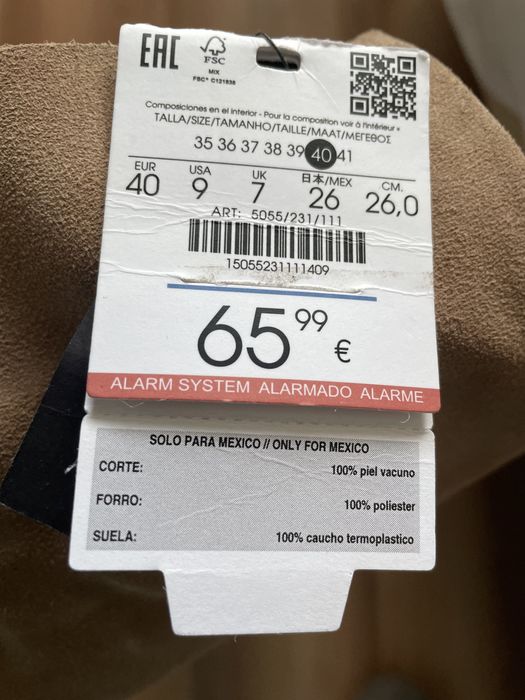 EAC
FSC
MIX
FSC® C121938
Composiciones en el interior - Pour la composition voir à l'intérieur »
TALLA/SIZE/TAMANHO/TAILLE/MAAT/ΜΕΓΕΘΟΣ
35 36 37 38 39 40 41
EUR USA UK 日本/MEX CM.
40 9 7 26 26,0
ART: 5055/231/111
15055231111409
65 99 €
ALARM SYSTEM ALARMADO ALARME
SOLO PARA MEXICO // ONLY FOR MEXICO
CORTE: 100% piel vacuno
FORRO: 100% poliester
SUELA: 100% caucho termoplastico